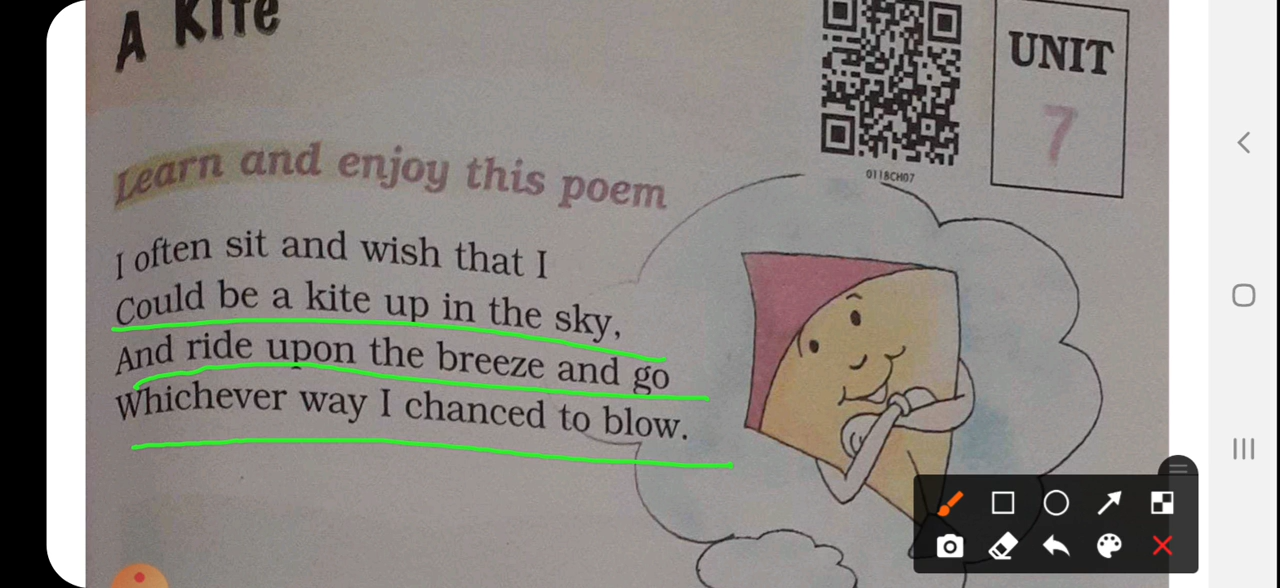 A Kite
UNIT
7
0118CH07
Learn and enjoy this poem
I often sit and wish that I
Could be a kite up in the sky,
And ride upon the breeze and go
Whichever way I chanced to blow.